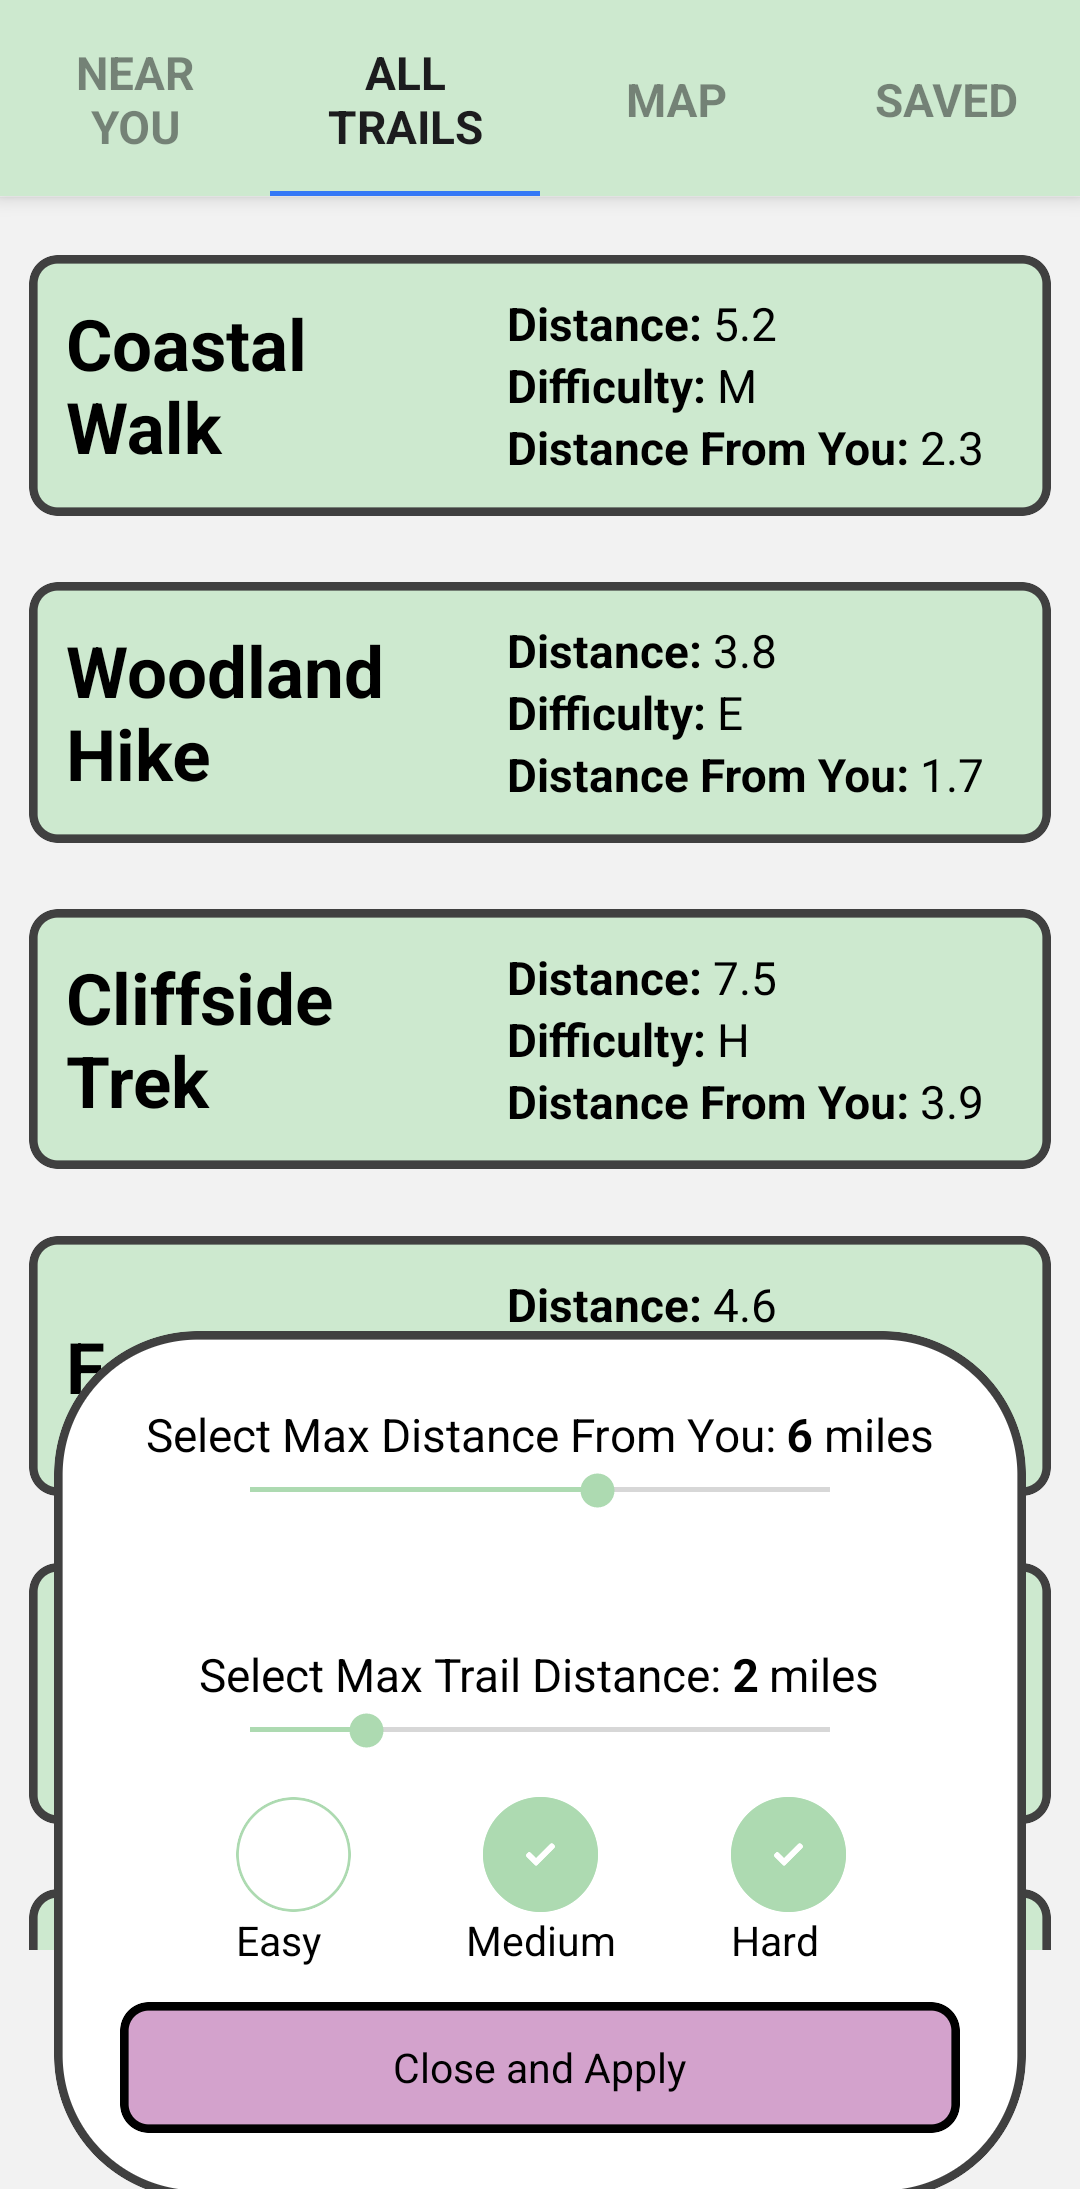 NEAR
YOU
ALL
TRAILS
MAP
SAVED
Coastal
Walk
Distance: 5.2
Difficulty: M
Distance From You: 2.3
Woodland
Hike
Distance: 3.8
Difficulty: E
Distance From You: 1.7
Cliffside
Trek
Distance: 7.5
Difficulty: H
Distance From You: 3.9
Distance: 4.6
Select Max Distance From You: 6 miles
Select Max Trail Distance: 2 miles
Easy
Medium
Hard
Close and Apply